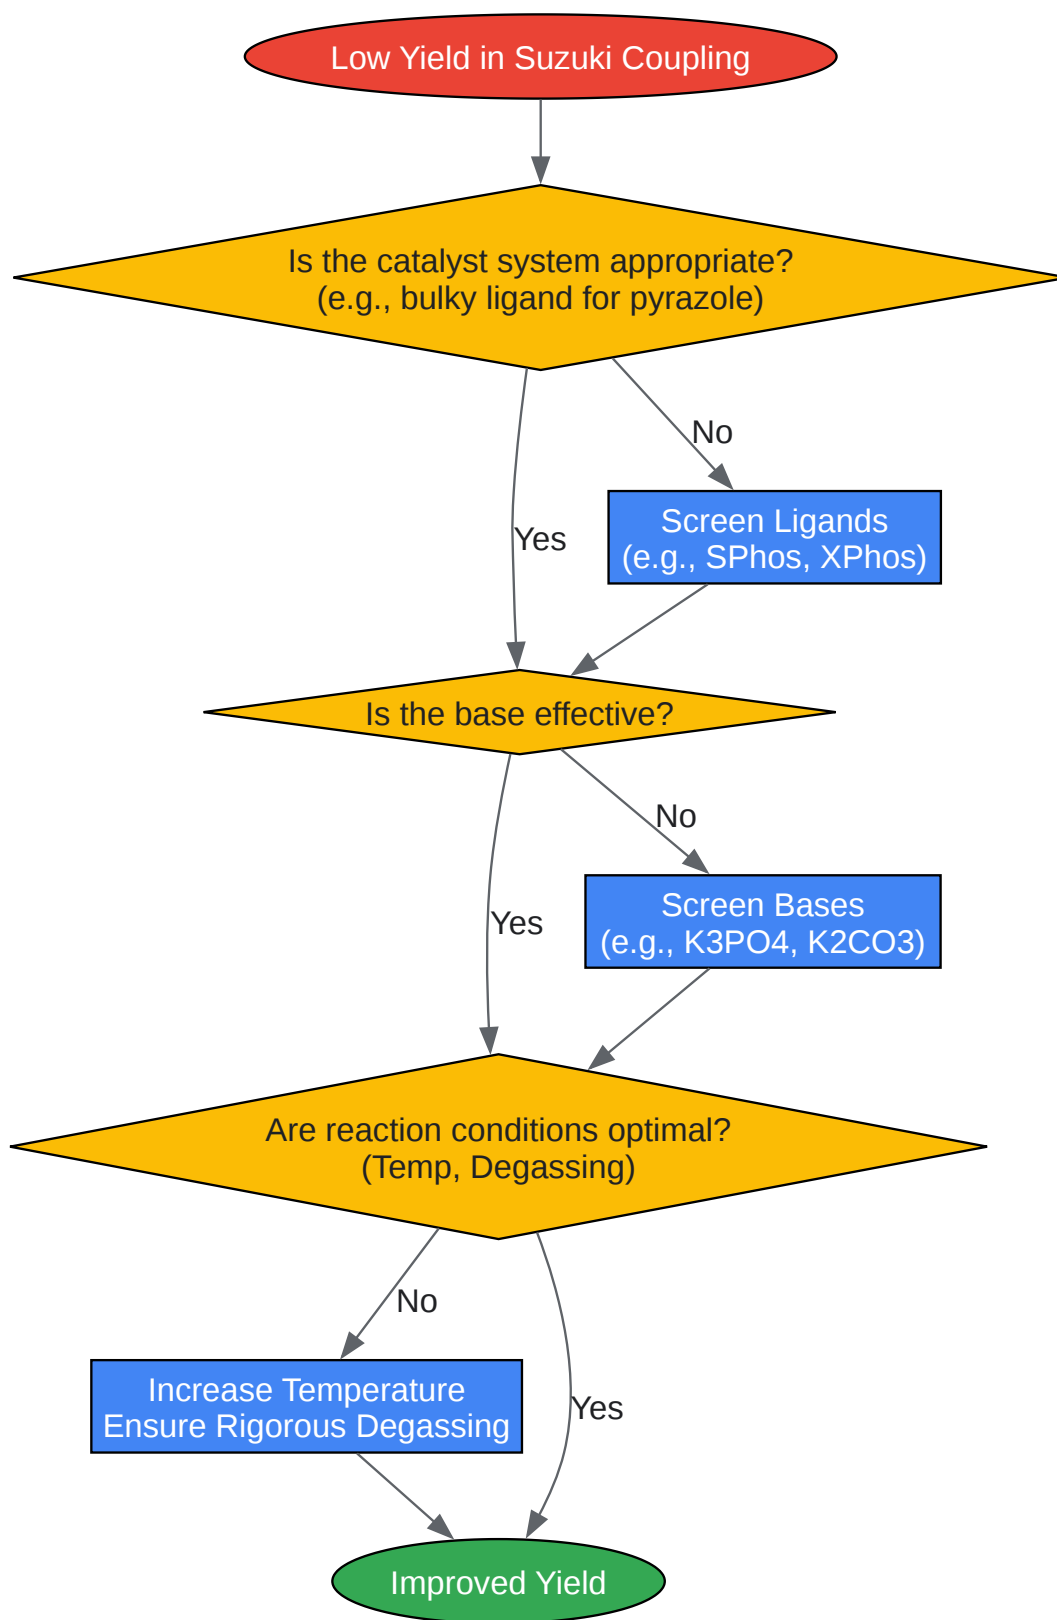 Low Yield in Suzuki Coupling
Is the catalyst system appropriate?
(e.g., bulky ligand for pyrazole)
No
Screen Ligands
(e.g., SPhos, XPhos)
Yes
Is the base effective?
No
Screen Bases
(e.g., K3PO4, K2CO3)
Yes
Are reaction conditions optimal?
(Temp, Degassing)
No
Increase Temperature
Ensure Rigorous Degassing
Yes
Improved Yield